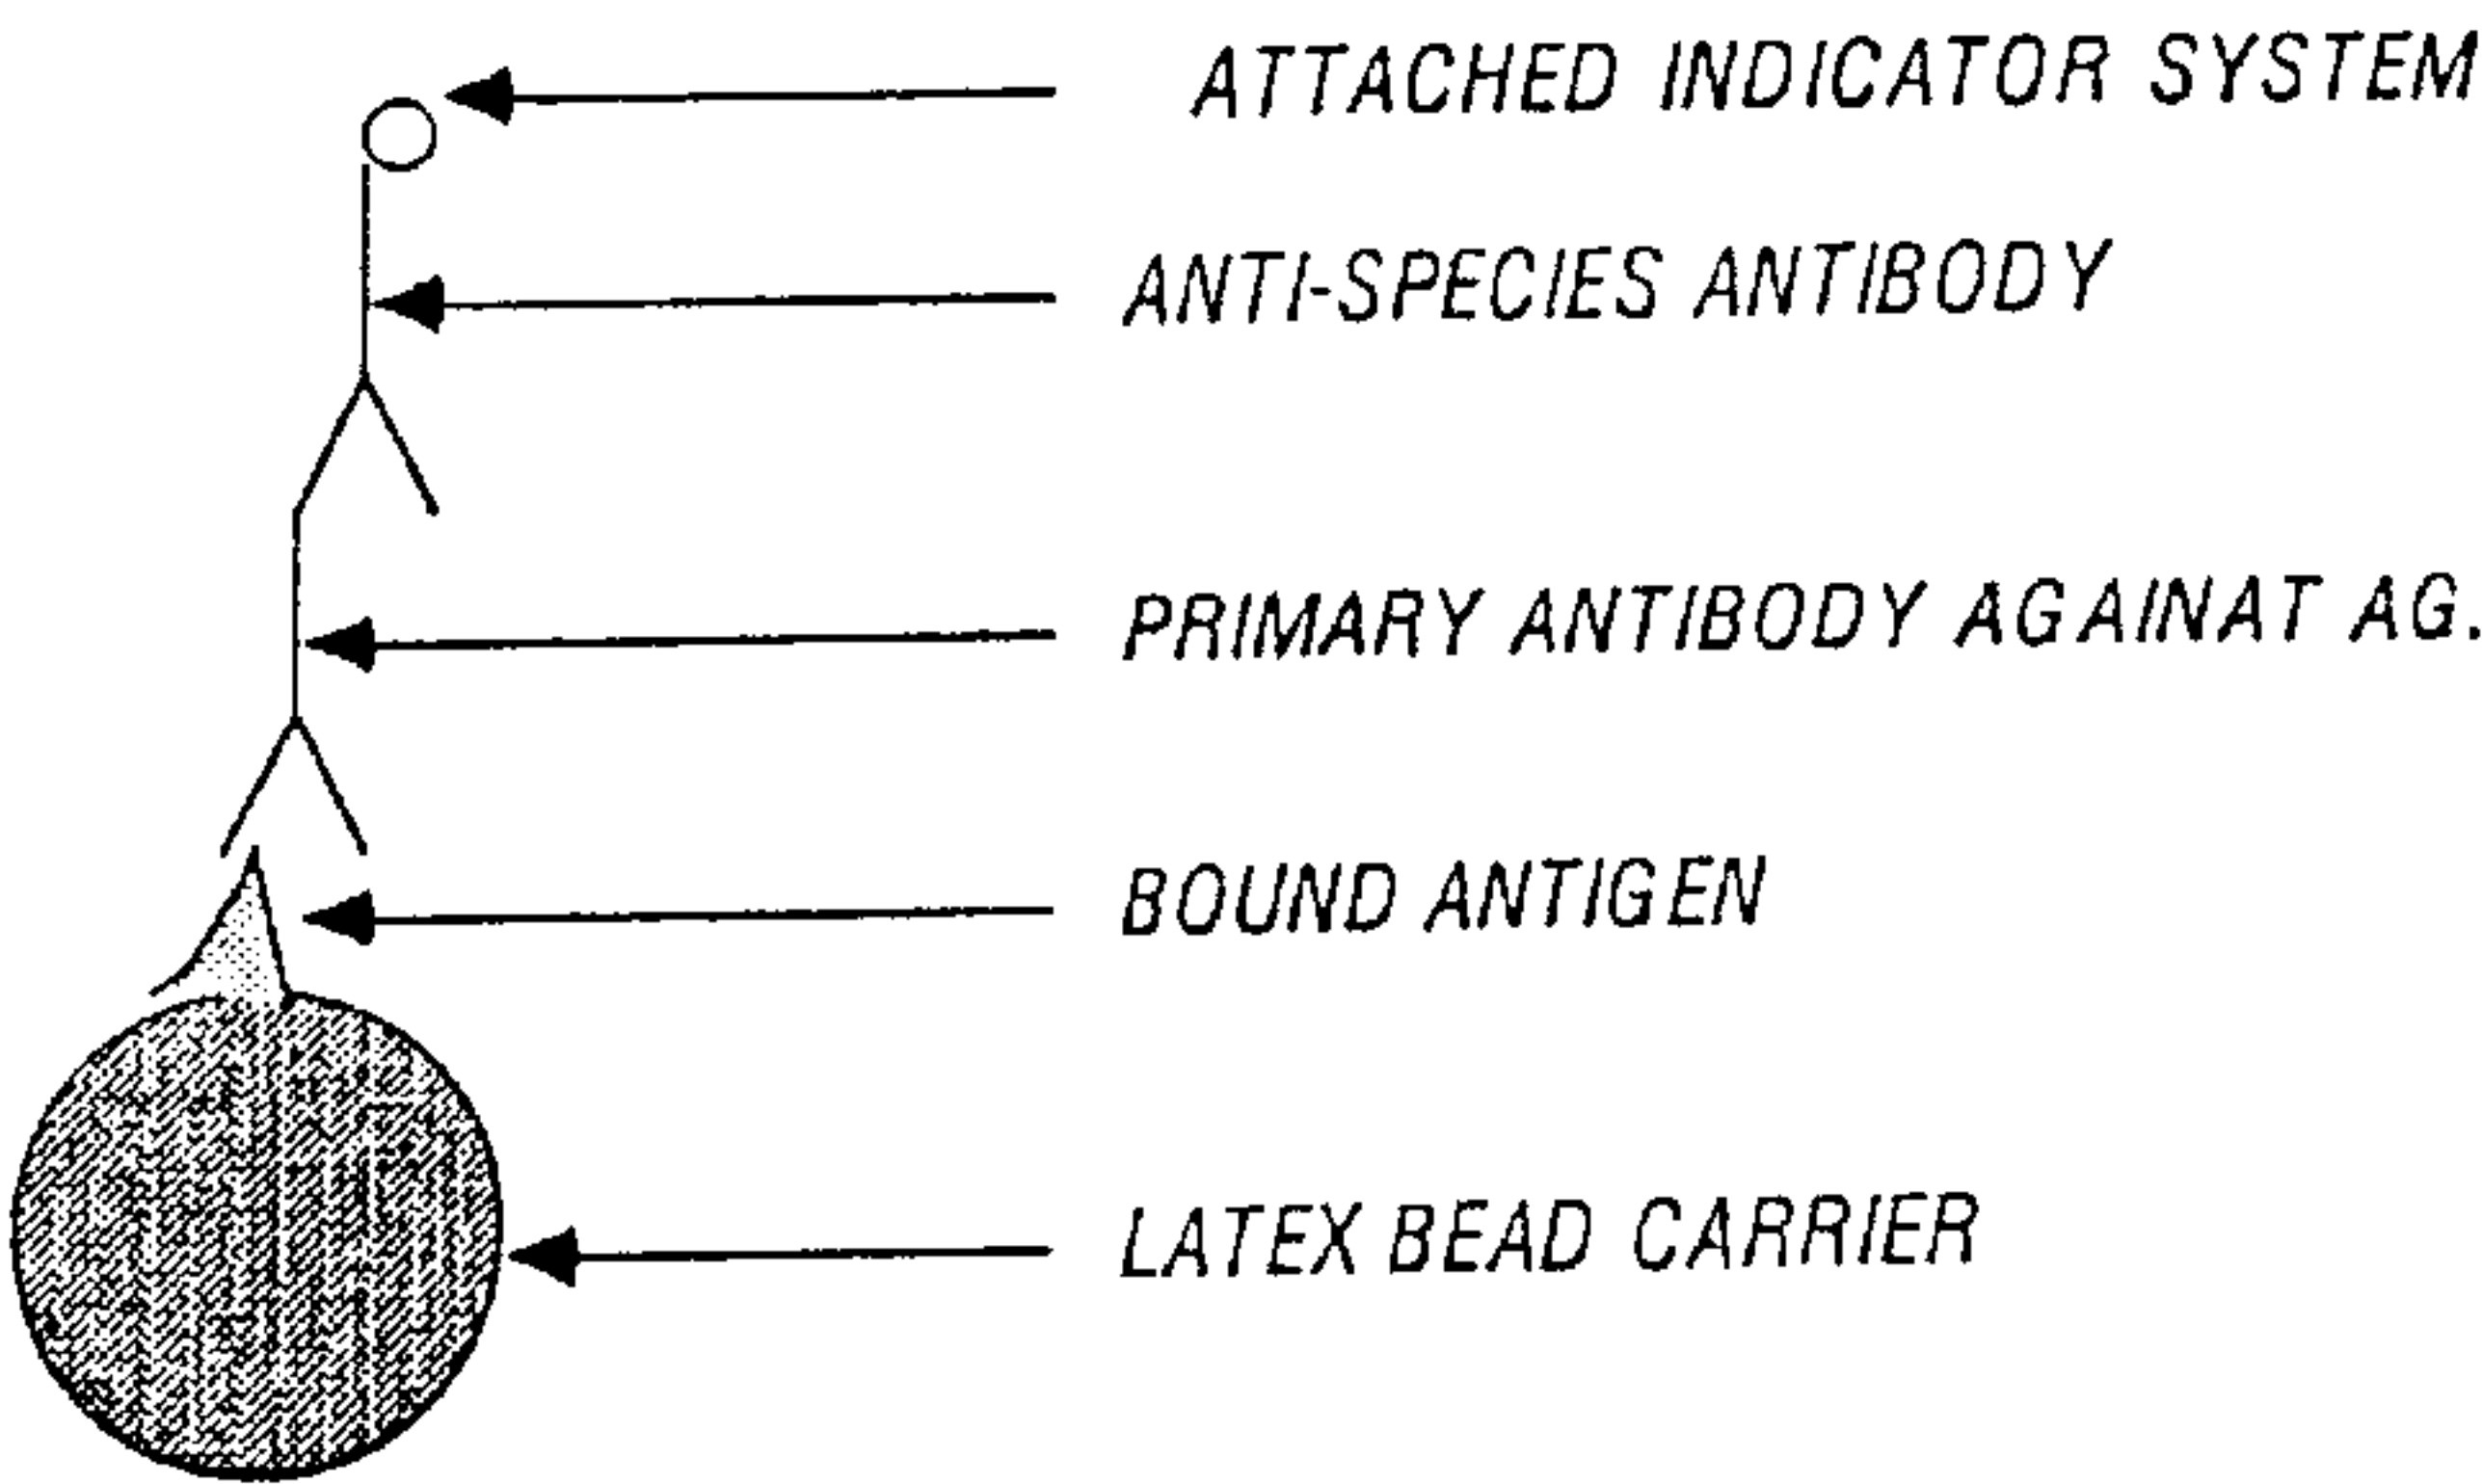 ATTACHED INDICATOR SYSTEM
ANTI-SPECIES ANTIBODY
PRIMARY ANTIBODY AGAINAT AG.
BOUND ANTIGEN
LATEX BEAD CARRIER